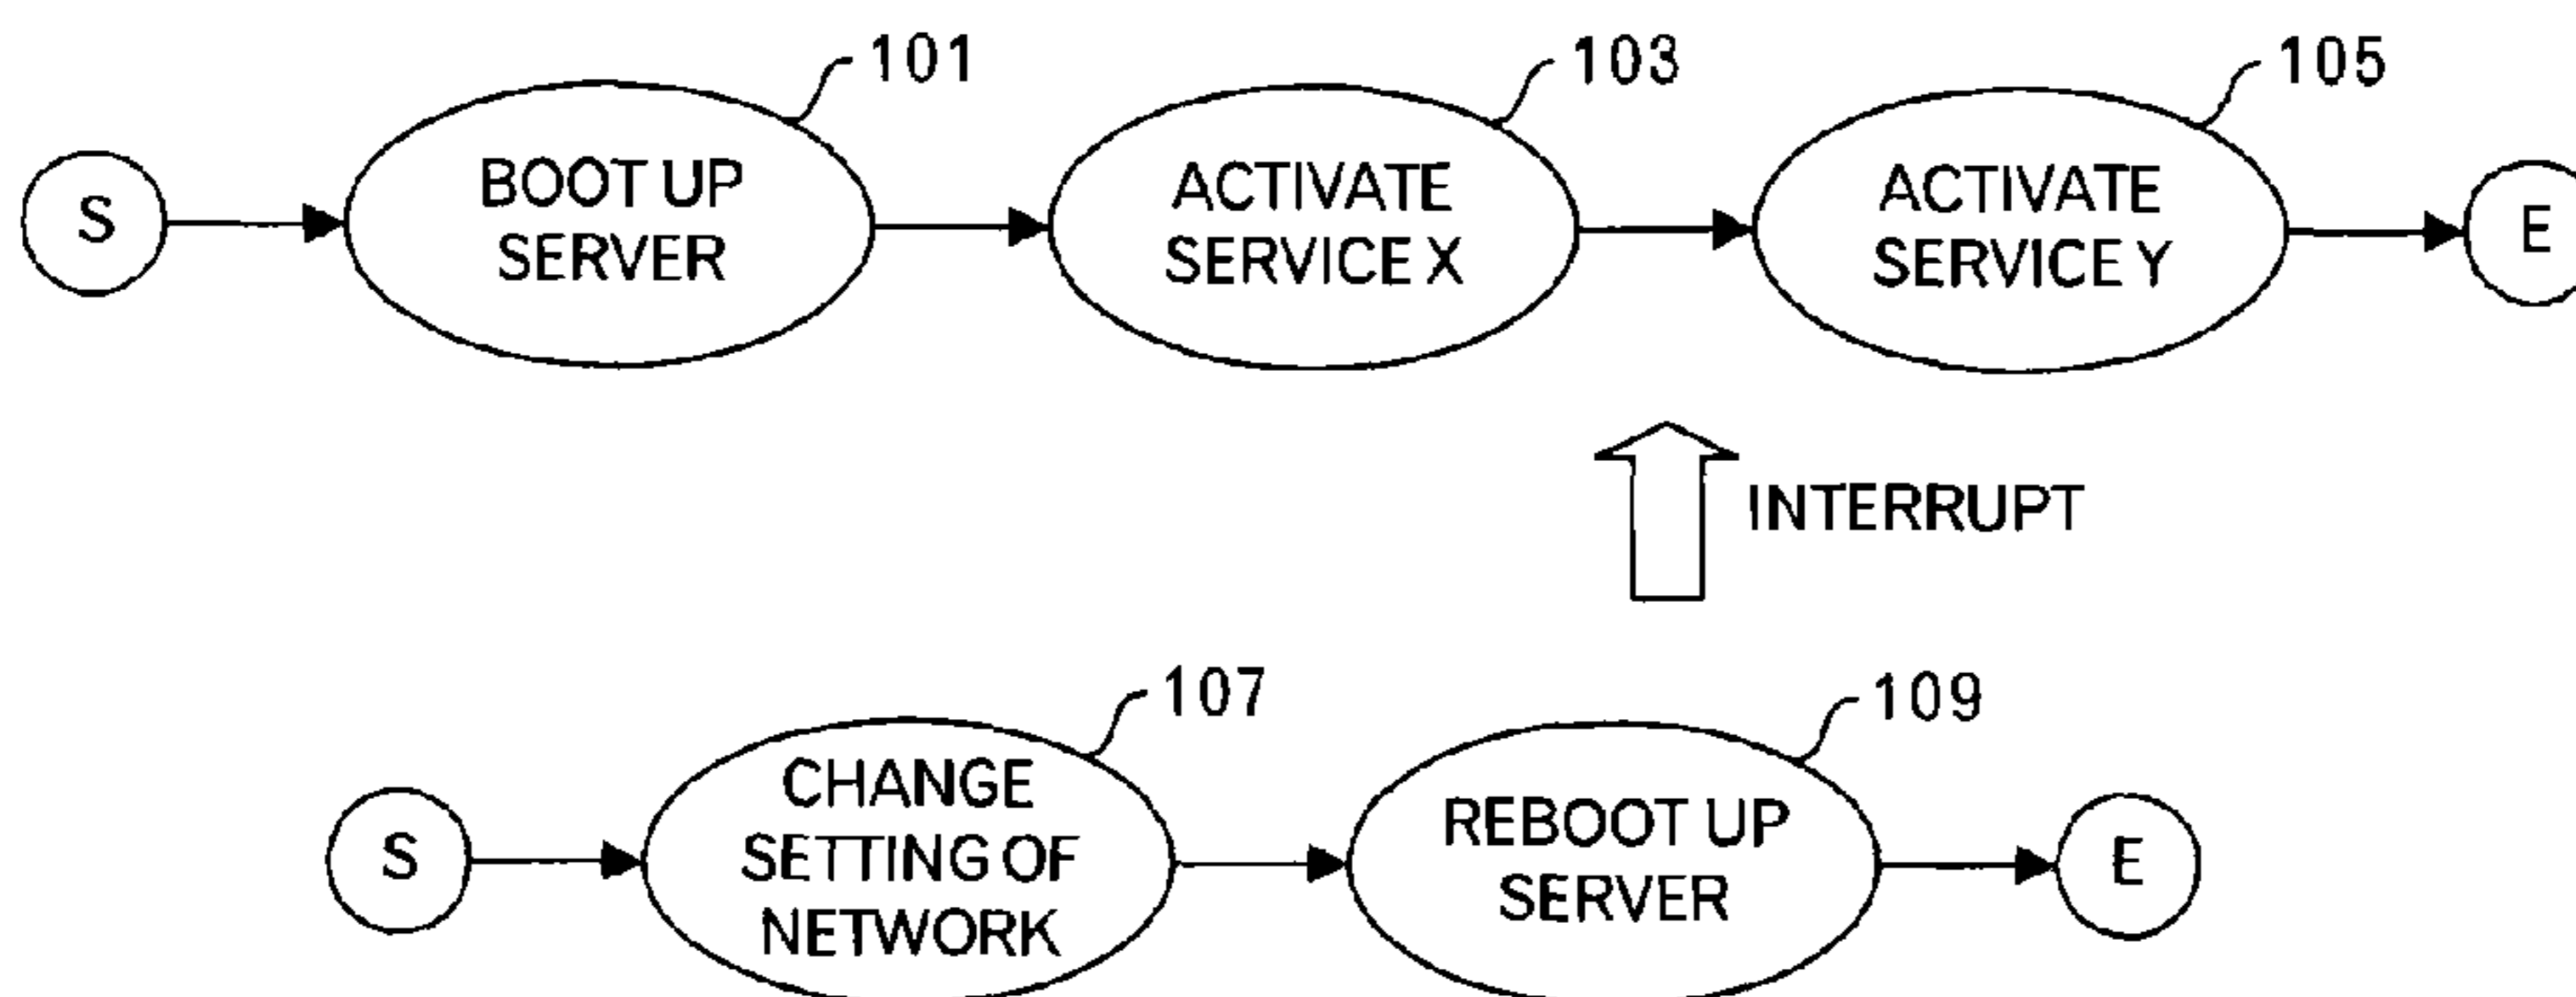 101
103
105
S
BOOT UP
SERVER
ACTIVATE
SERVICE X
ACTIVATE
SERVICE Y
E
INTERRUPT
107
109
S
CHANGE
SETTING OF
NETWORK
REBOOT UP
SERVER
E